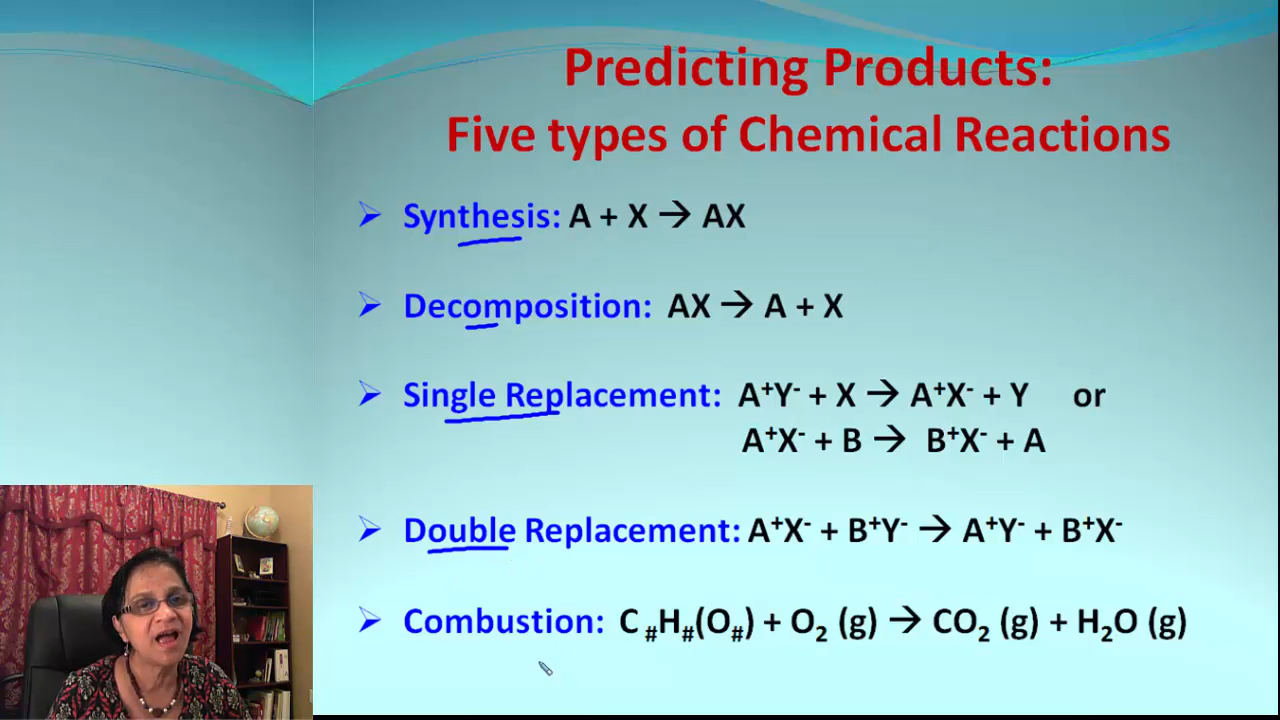 Predicting Products:
Five types of Chemical Reactions
➢ Synthesis: A + X → AX
➢ Decomposition: AX → A + X
➢ Single Replacement: A⁺Y⁻ + X → A⁺X⁻ + Y or
A⁺X⁻ + B → B⁺X⁻ + A
➢ Double Replacement: A⁺X⁻ + B⁺Y⁻ → A⁺Y⁻ + B⁺X⁻
➢ Combustion: C #H#(O#) + O₂ (g) → CO₂ (g) + H₂O (g)